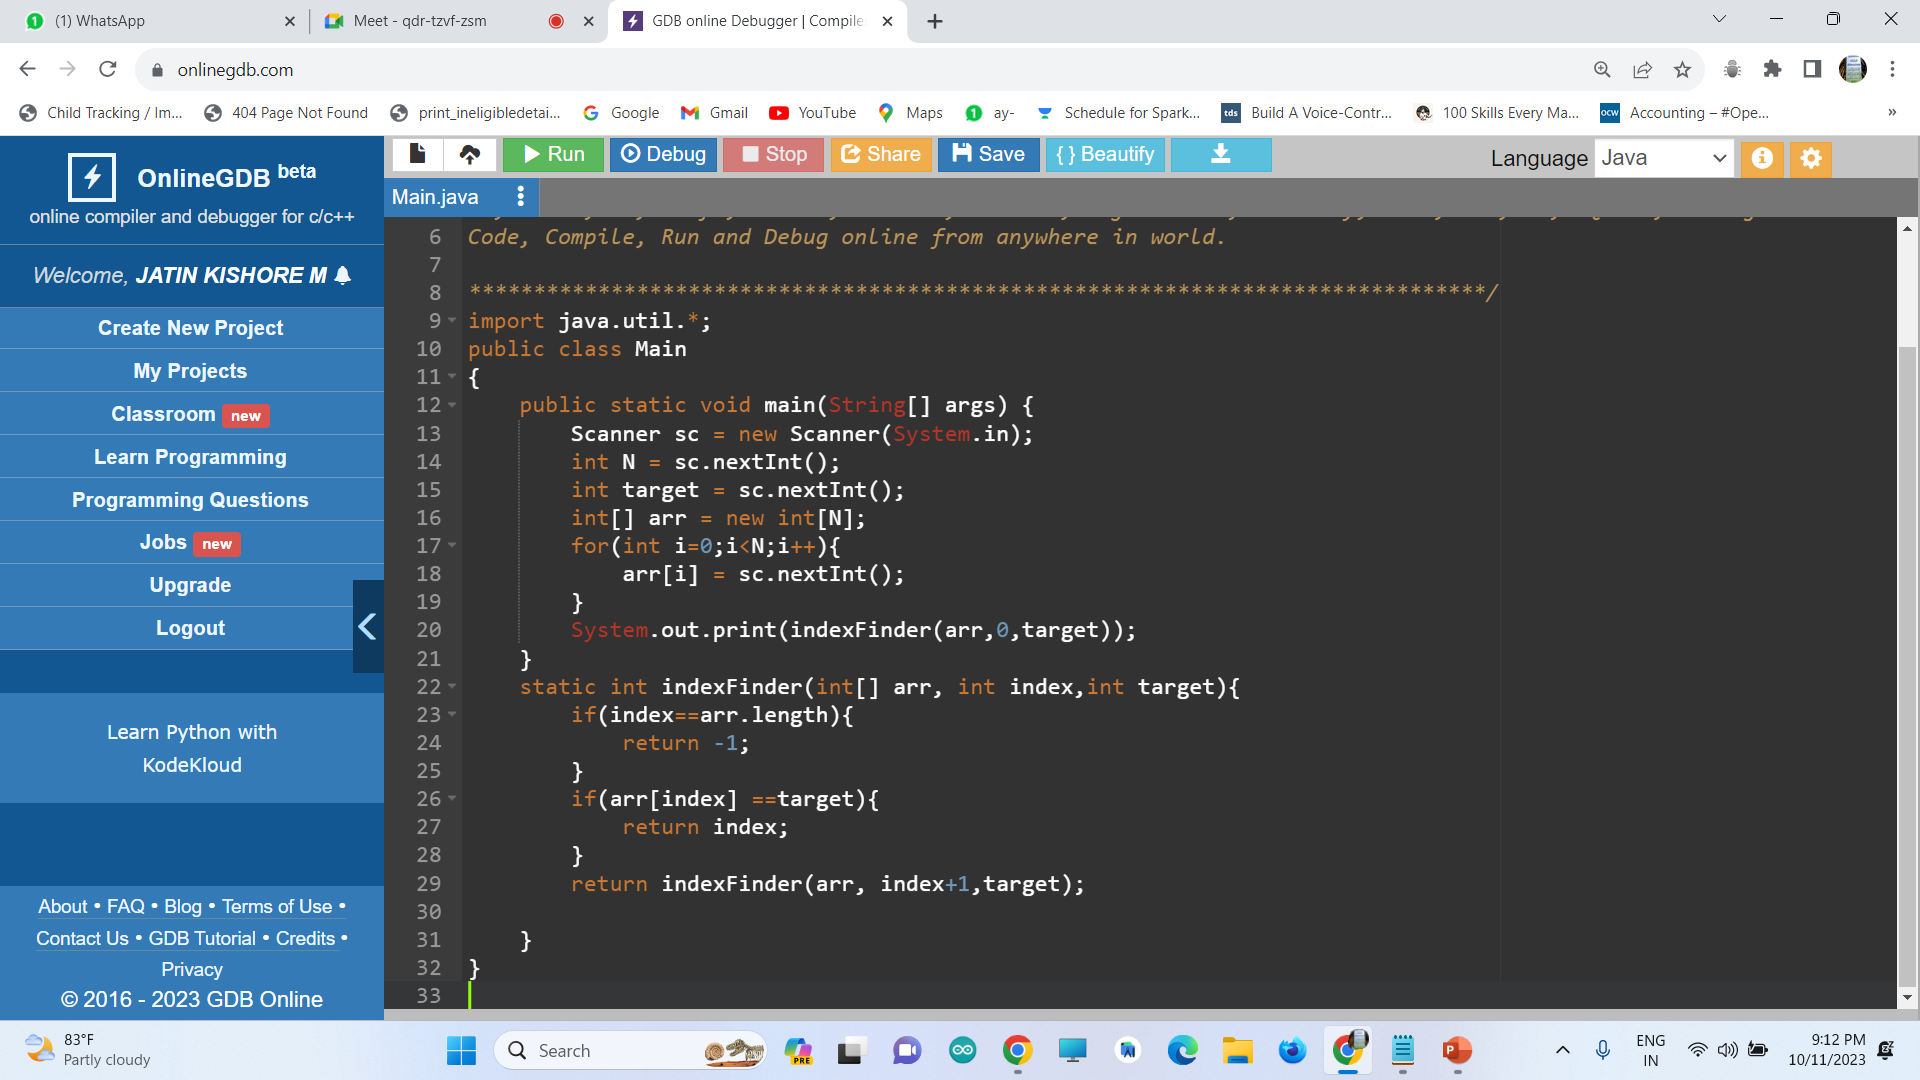 (1) WhatsApp
Meet - qdr-tzvf-zsm
GDB online Debugger | Compile
onlinegdb.com
Child Tracking / Im...
404 Page Not Found
print_ineligibledetai...
Google
Gmail
YouTube
Maps
ay-
Schedule for Spark...
tds Build A Voice-Contr...
100 Skills Every Ma...
OCW Accounting – #Ope...
»
OnlineGDB beta
online compiler and debugger for c/c++
Welcome, JATIN KISHORE M
Create New Project
My Projects
Classroom new
Learn Programming
Programming Questions
Jobs new
Upgrade
Logout
Learn Python with
KodeKloud
About • FAQ • Blog • Terms of Use •
Contact Us • GDB Tutorial • Credits •
Privacy
© 2016 - 2023 GDB Online
Run
Debug
Stop
Share
Save
{ } Beautify
Language Java
Main.java
6 Code, Compile, Run and Debug online from anywhere in world.
7
8 *******************************************************************************/
9 import java.util.*;
10 public class Main
11 {
12 public static void main(String[] args) {
13 Scanner sc = new Scanner(System.in);
14 int N = sc.nextInt();
15 int target = sc.nextInt();
16 int[] arr = new int[N];
17 for(int i=0;i<N;i++){
18 arr[i] = sc.nextInt();
19 }
20 System.out.print(indexFinder(arr,0,target));
21 }
22 static int indexFinder(int[] arr, int index,int target){
23 if(index==arr.length){
24 return -1;
25 }
26 if(arr[index] ==target){
27 return index;
28 }
29 return indexFinder(arr, index+1,target);
30
31 }
32 }
33
83°F
Partly cloudy
Search
PRE
ENG
IN
9:12 PM
10/11/2023